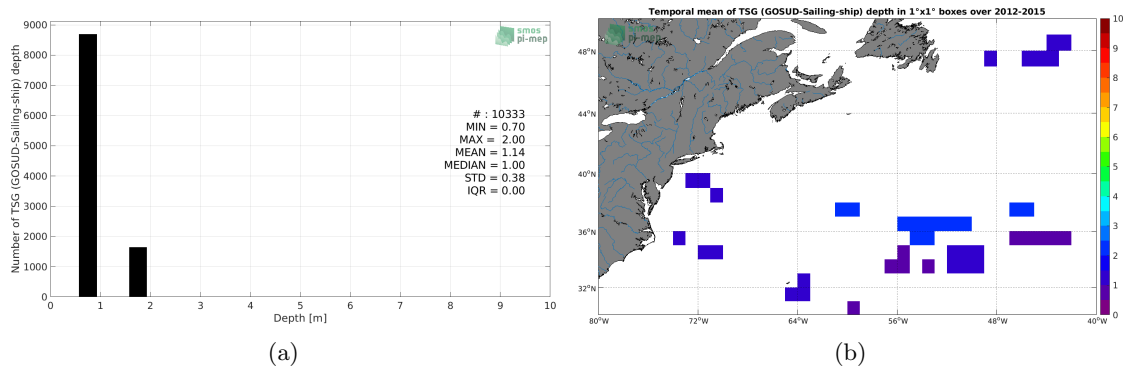 Number of TSG (GOSUD-Sailing-ship) depth
9000
8000
7000
6000
5000
4000
3000
2000
1000
0
0 1 2 3 4 5 6 7 8 9 10
Depth [m]
smos
pi-mep
# : 10333
MIN = 0.70
MAX = 2.00
MEAN = 1.14
MEDIAN = 1.00
STD = 0.38
IQR = 0.00
(a)
Temporal mean of TSG (GOSUD-Sailing-ship) depth in 1°x1° boxes over 2012-2015
smos
pi-mep
48°N
44°N
40°N
36°N
32°N
80°W 72°W 64°W 56°W 48°W 40°W
10
9
8
7
6
5
4
3
2
1
0
(b)